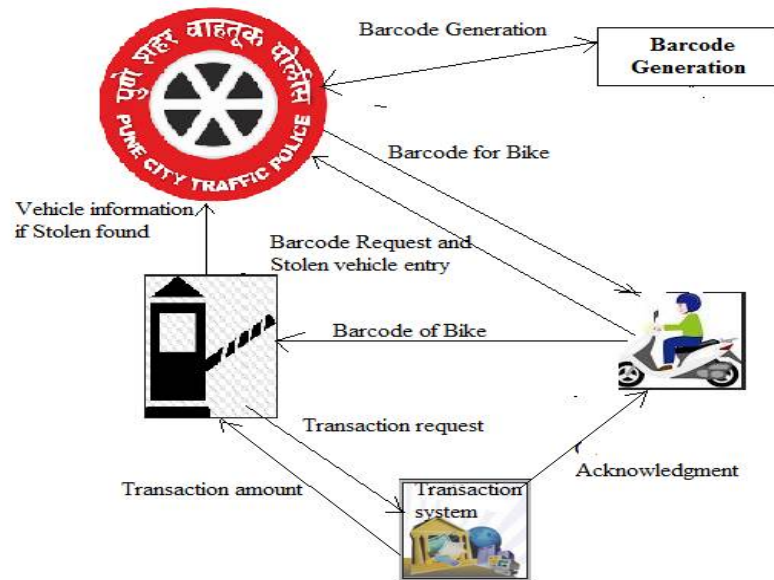 पुणे शहर वाहतूक पोलीस
PUNE CITY TRAFFIC POLICE
Barcode Generation
Barcode
Generation
Barcode for Bike
Vehicle information
if Stolen found
Barcode Request and
Stolen vehicle entry
Barcode of Bike
Transaction request
Acknowledgment
Transaction amount
Transaction
system